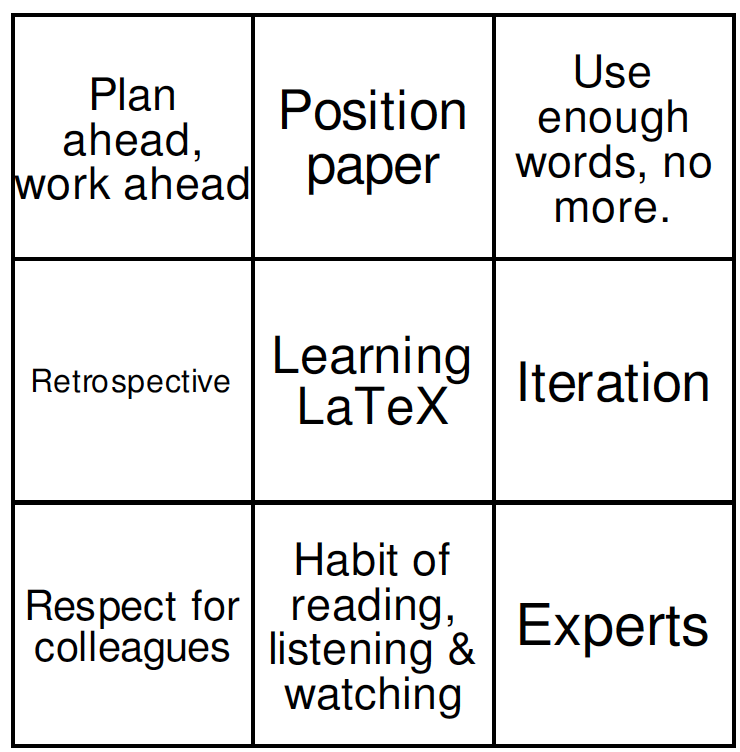 Plan
ahead,
work ahead
Position
paper
Use
enough
words, no
more.
Retrospective
Learning
LaTeX
Iteration
Respect for
colleagues
Habit of
reading,
listening &
watching
Experts